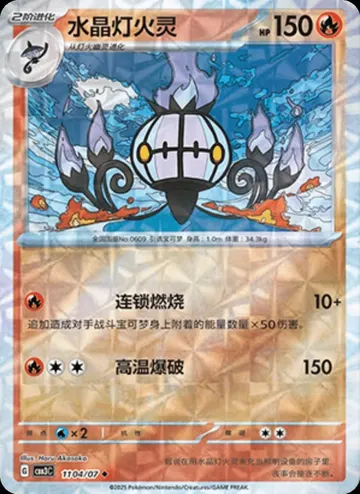 2阶进化
水晶灯火灵
HP 150
从灯火幽灵进化
全国图鉴No.0609 引诱宝可梦 身高:1.0m 体重:34.3kg
连锁燃烧 10+
追加造成对手战斗宝可梦身上附着的能量数量×50伤害。
高温爆破 150
×2
Illus. Haru Akasaka
G CBB3C 1104/07
©2025 Pokémon/Nintendo/Creatures/GAME FREAK.